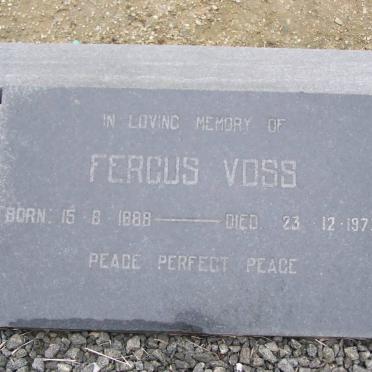 IN LOVING MEMORY OF
FERGUS VOSS
BORN: 15-8-1888 ——— DIED 23-12-197
PEACE PERFECT PEACE